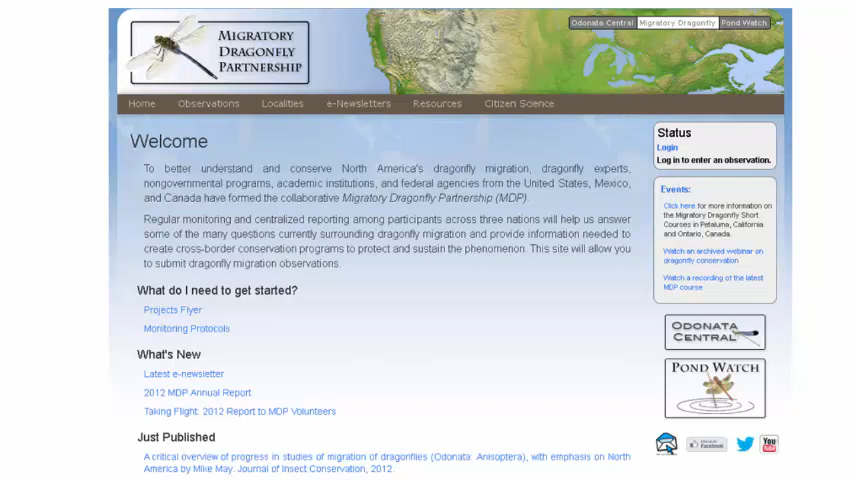 MIGRATORY
DRAGONFLY
PARTNERSHIP
Odonata Central Migratory Dragonfly Pond Watch
Home Observations Localities e-Newsletters Resources Citizen Science
Welcome
To better understand and conserve North America's dragonfly migration, dragonfly experts,
nongovernmental programs, academic institutions, and federal agencies from the United States, Mexico,
and Canada have formed the collaborative Migratory Dragonfly Partnership (MDP).
Regular monitoring and centralized reporting among participants across three nations will help us answer
some of the many questions currently surrounding dragonfly migration and provide information needed to
create cross-border conservation programs to protect and sustain the phenomenon. This site will allow you
to submit dragonfly migration observations.
What do I need to get started?
Projects Flyer
Monitoring Protocols
What's New
Latest e-newsletter
2012 MDP Annual Report
Taking Flight: 2012 Report to MDP Volunteers
Just Published
A critical overview of progress in studies of migration of dragonflies (Odonata: Anisoptera), with emphasis on North
America by Mike May. Journal of Insect Conservation, 2012.
Status
Login
Log in to enter an observation.
Events:
Click here for more information on
the Migratory Dragonfly Short
Courses in Petaluma, California
and Ontario, Canada.
Watch an archived webinar on
dragonfly conservation
Watch a recording of the latest
MDP course
ODONATA
CENTRAL
POND WATCH
Facebook
You
Tube